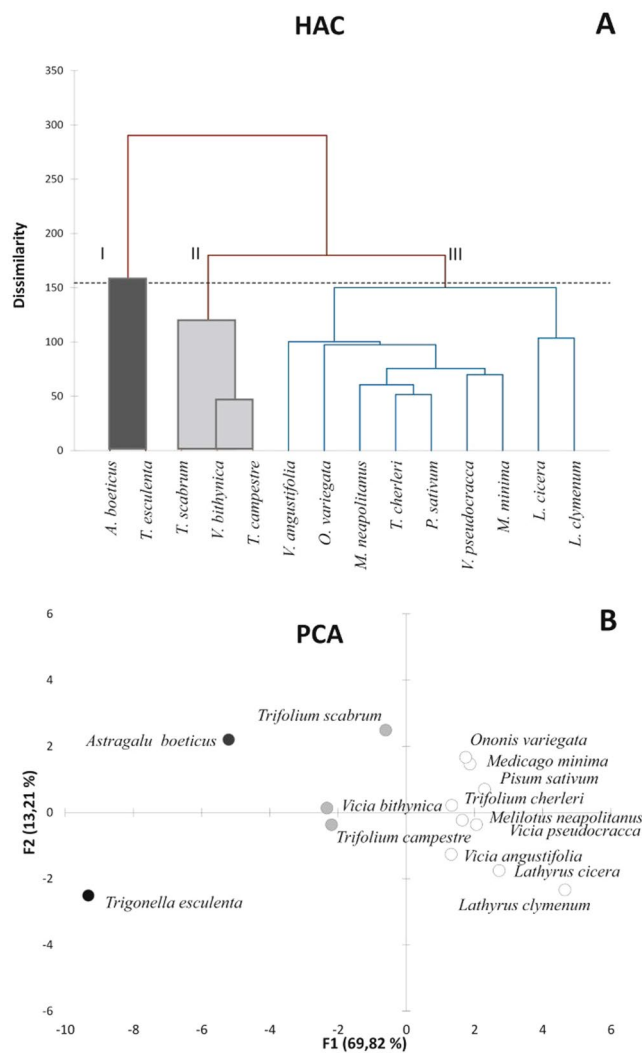 HAC
A
350
300
250
200
150
100
50
0
Dissimilarity
I
II
III
A. boeticus
T. esculenta
T. scabrum
V. bithynica
T. campestre
V. angustifolia
O. variegata
M. neapolitanus
T. cherleri
P. sativum
V. pseudocracca
M. minima
L. cicera
L. clymenum
PCA
B
6
4
2
0
-2
-4
-6
F2 (13,21 %)
Trifolium scabrum
Astragalu boeticus
Ononis variegata
Medicago minima
Pisum sativum
Vicia bithynica
Trifolium cherleri
Melilotus neapolitanus
Trifolium campestre
Vicia pseudocracca
Vicia angustifolia
Lathyrus cicera
Trigonella esculenta
Lathyrus clymenum
-10 -8 -6 -4 -2 0 2 4 6
F1 (69,82 %)